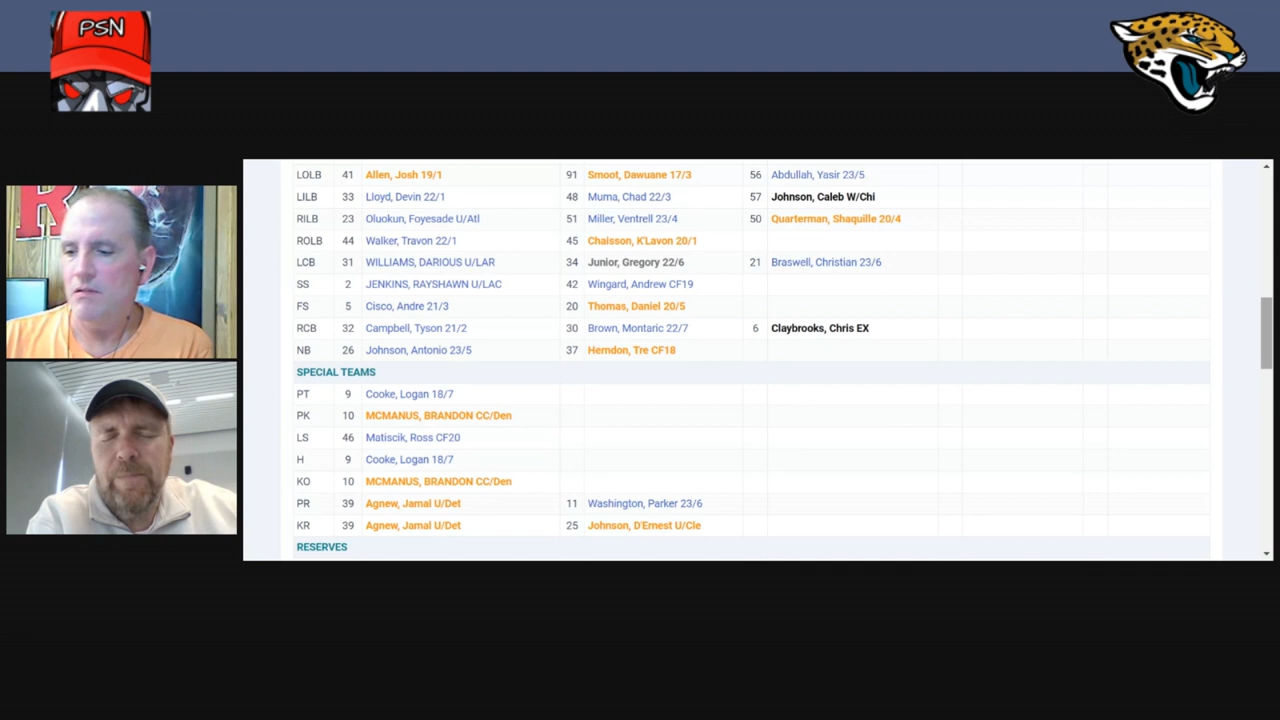 PSN
R
LOLB 41 Allen, Josh 19/1 91 Smoot, Dawuane 17/3 56 Abdullah, Yasir 23/5
LILB 33 Lloyd, Devin 22/1 48 Muma, Chad 22/3 57 Johnson, Caleb W/Chi
RILB 23 Oluokun, Foyesade U/Atl 51 Miller, Ventrell 23/4 50 Quarterman, Shaquille 20/4
ROLB 44 Walker, Travon 22/1 45 Chaisson, K'Lavon 20/1
LCB 31 WILLIAMS, DARIOUS U/LAR 34 Junior, Gregory 22/6 21 Braswell, Christian 23/6
SS 2 JENKINS, RAYSHAWN U/LAC 42 Wingard, Andrew CF19
FS 5 Cisco, Andre 21/3 20 Thomas, Daniel 20/5
RCB 32 Campbell, Tyson 21/2 30 Brown, Montaric 22/7 6 Claybrooks, Chris EX
NB 26 Johnson, Antonio 23/5 37 Herndon, Tre CF18
SPECIAL TEAMS
PT 9 Cooke, Logan 18/7
PK 10 MCMANUS, BRANDON CC/Den
LS 46 Matiscik, Ross CF20
H 9 Cooke, Logan 18/7
KO 10 MCMANUS, BRANDON CC/Den
PR 39 Agnew, Jamal U/Det 11 Washington, Parker 23/6
KR 39 Agnew, Jamal U/Det 25 Johnson, D'Ernest U/Cle
RESERVES